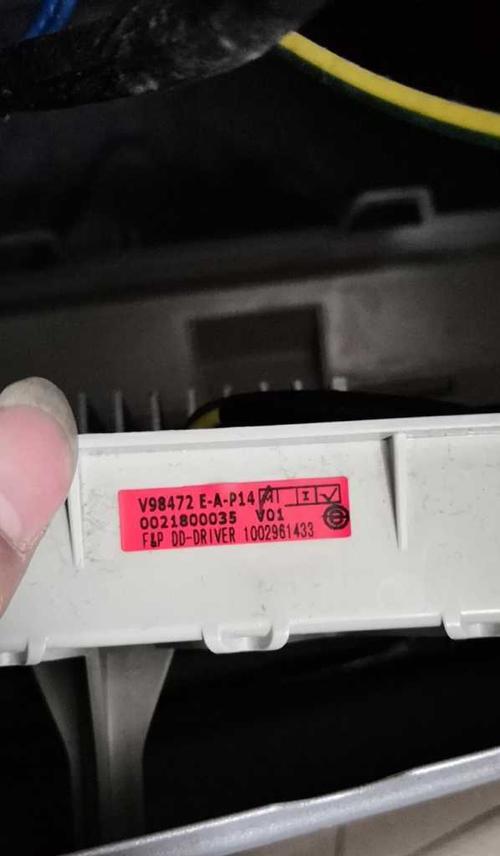 V98472 E-A-P14
0021800035 V01
F&P DD-DRIVER 1002961433